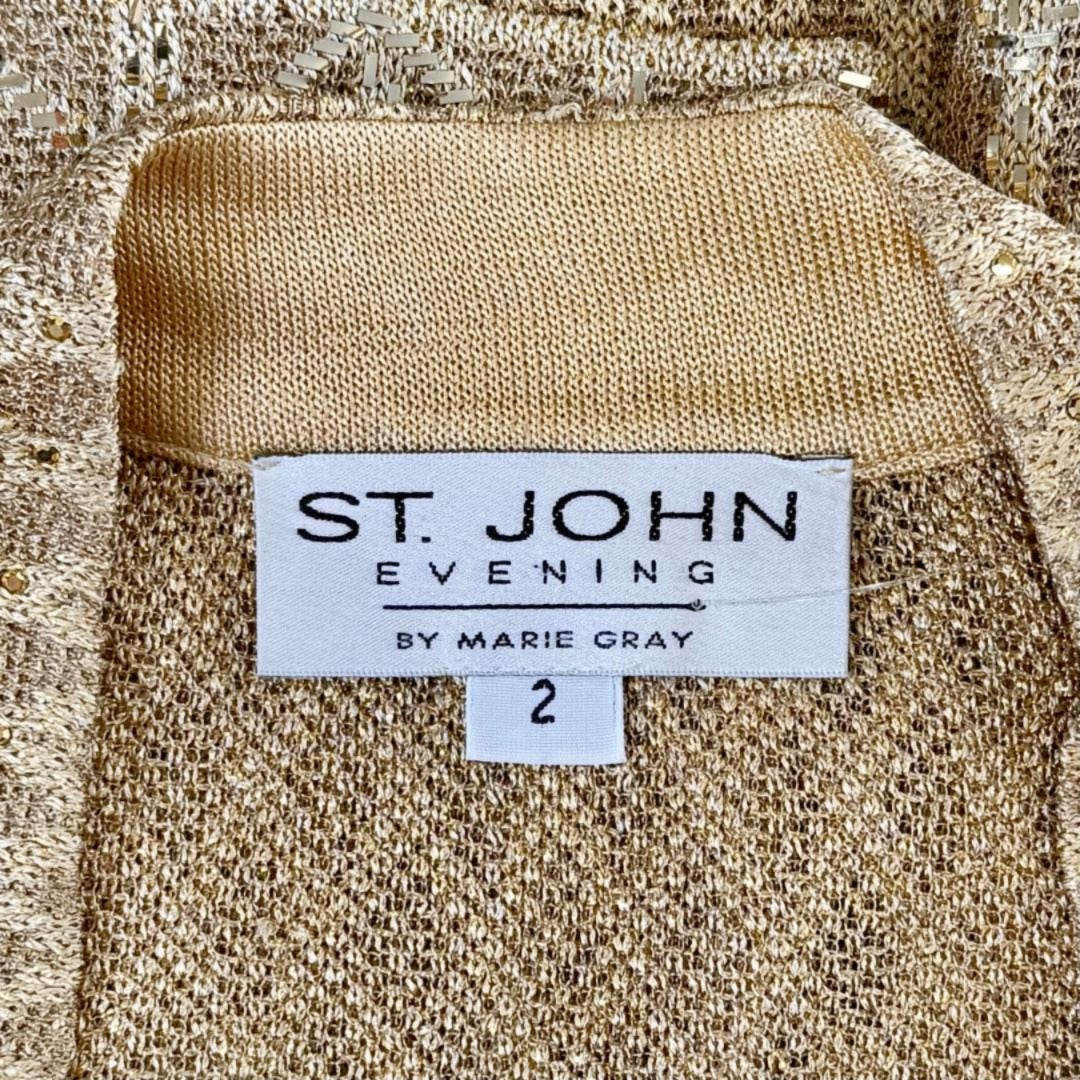 ST. JOHN
EVENING
BY MARIE GRAY
2